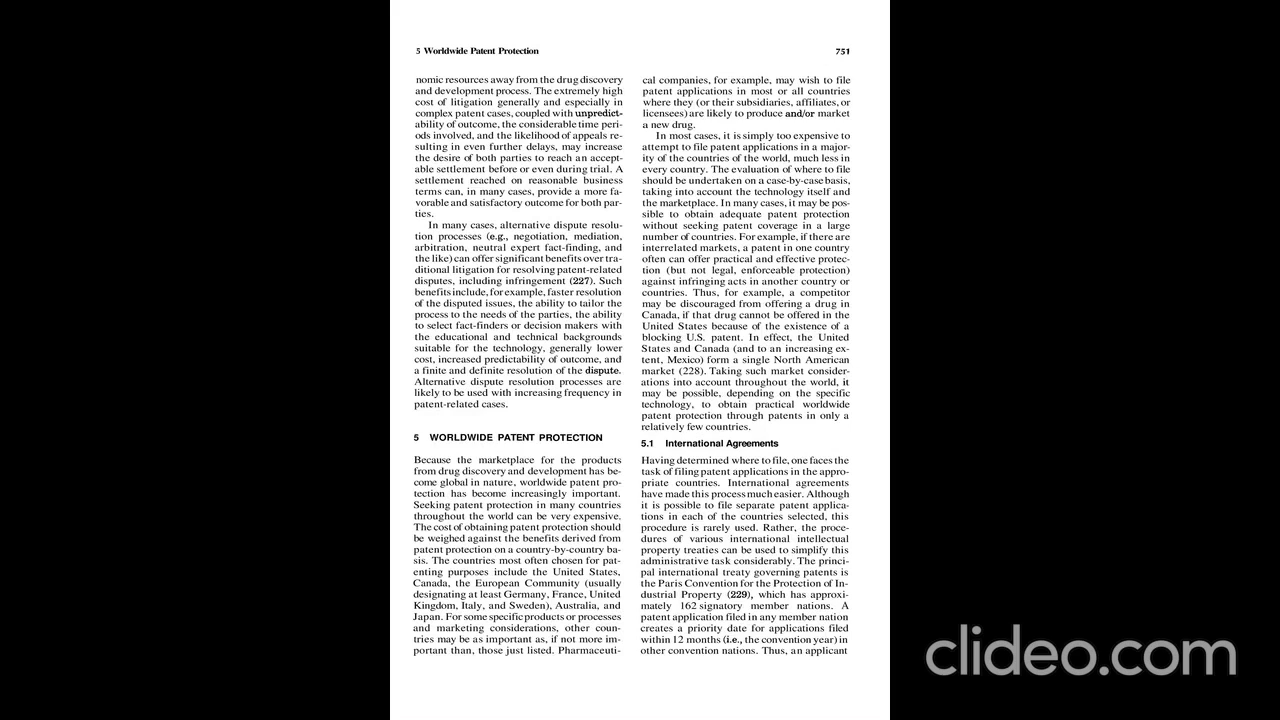 5 Worldwide Patent Protection
751
nomic resources away from the drug discovery
and development process. The extremely high
cost of litigation generally and especially in
complex patent cases, coupled with unpredict-
ability of outcome, the considerable time peri-
ods involved, and the likelihood of appeals re-
sulting in even further delays, may increase
the desire of both parties to reach an accept-
able settlement before or even during trial. A
settlement reached on reasonable business
terms can, in many cases, provide a more fa-
vorable and satisfactory outcome for both par-
ties.
In many cases, alternative dispute resolu-
tion processes (e.g., negotiation, mediation,
arbitration, neutral expert fact-finding, and
the like) can offer significant benefits over tra-
ditional litigation for resolving patent-related
disputes, including infringement (227). Such
benefits include, for example, faster resolution
of the disputed issues, the ability to tailor the
process to the needs of the parties, the ability
to select fact-finders or decision makers with
the educational and technical backgrounds
suitable for the technology, generally lower
cost, increased predictability of outcome, and
a finite and definite resolution of the dispute.
Alternative dispute resolution processes are
likely to be used with increasing frequency in
patent-related cases.
5 WORLDWIDE PATENT PROTECTION
Because the marketplace for the products
from drug discovery and development has be-
come global in nature, worldwide patent pro-
tection has become increasingly important.
Seeking patent protection in many countries
throughout the world can be very expensive.
The cost of obtaining patent protection should
be weighed against the benefits derived from
patent protection on a country-by-country ba-
sis. The countries most often chosen for pat-
enting purposes include the United States,
Canada, the European Community (usually
designating at least Germany, France, United
Kingdom, Italy, and Sweden), Australia, and
Japan. For some specific products or processes
and marketing considerations, other coun-
tries may be as important as, if not more im-
portant than, those just listed. Pharmaceuti-
cal companies, for example, may wish to file
patent applications in most or all countries
where they (or their subsidiaries, affiliates, or
licensees) are likely to produce and/or market
a new drug.
In most cases, it is simply too expensive to
attempt to file patent applications in a major-
ity of the countries of the world, much less in
every country. The evaluation of where to file
should be undertaken on a case-by-case basis,
taking into account the technology itself and
the marketplace. In many cases, it may be pos-
sible to obtain adequate patent protection
without seeking patent coverage in a large
number of countries. For example, if there are
interrelated markets, a patent in one country
often can offer practical and effective protec-
tion (but not legal, enforceable protection)
against infringing acts in another country or
countries. Thus, for example, a competitor
may be discouraged from offering a drug in
Canada, if that drug cannot be offered in the
United States because of the existence of a
blocking U.S. patent. In effect, the United
States and Canada (and to an increasing ex-
tent, Mexico) form a single North American
market (228). Taking such market consider-
ations into account throughout the world, it
may be possible, depending on the specific
technology, to obtain practical worldwide
patent protection through patents in only a
relatively few countries.
5.1 International Agreements
Having determined where to file, one faces the
task of filing patent applications in the appro-
priate countries. International agreements
have made this process much easier. Although
it is possible to file separate patent applica-
tions in each of the countries selected, this
procedure is rarely used. Rather, the proce-
dures of various international intellectual
property treaties can be used to simplify this
administrative task considerably. The princi-
pal international treaty governing patents is
the Paris Convention for the Protection of In-
dustrial Property (229), which has approxi-
mately 162 signatory member nations. A
patent application filed in any member nation
creates a priority date for applications filed
within 12 months (i.e., the convention year) in
other convention nations. Thus, an applicant
clideo.com